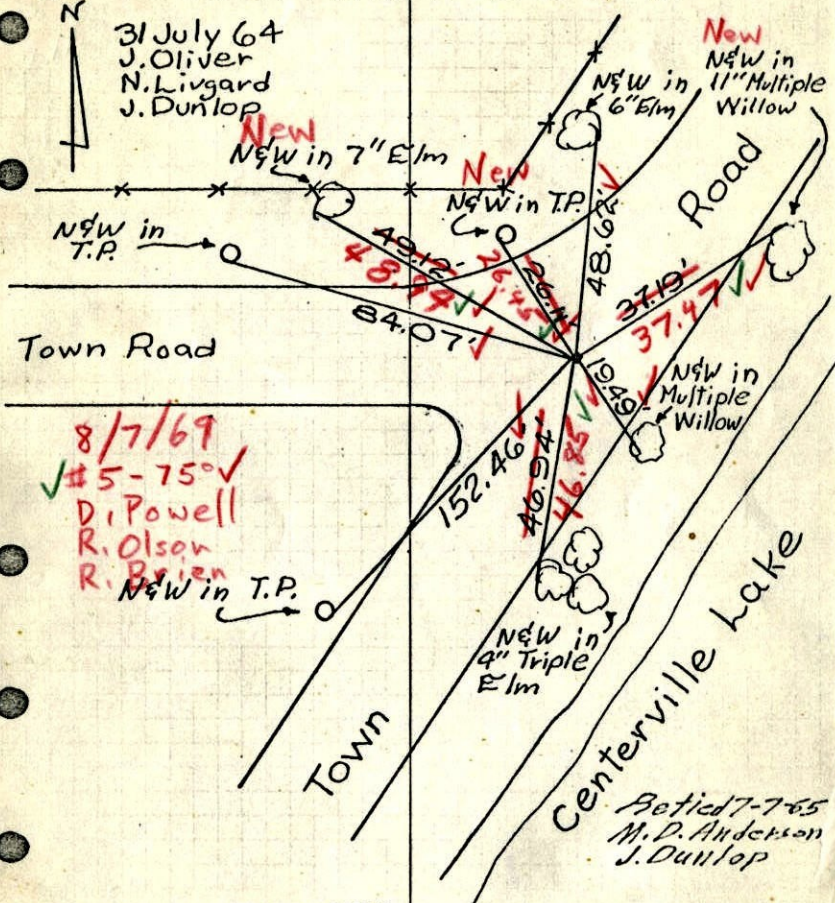 N
31 July 64
J. Oliver
N. Livgard
J. Dunlop
New
N&W in 7" Elm
New
N&W in T.P.
N&W in
6" Elm
New
N&W in
11" Multiple
Willow
N&W in
T.P.
49.12'
48.94
26.45
48.62'
37.19'
37.47
84.07'
Road
Town Road
19.49
N&W in
Multiple
Willow
8/7/69
#5-75°
D. Powell
R. Olson
R. Brien
152.46'
46.94'
46.85
N&W in T.P.
N&W in
4" Triple
Elm
Town
Centerville Lake
Retied 7-7-65
M.D. Anderson
J. Dunlop